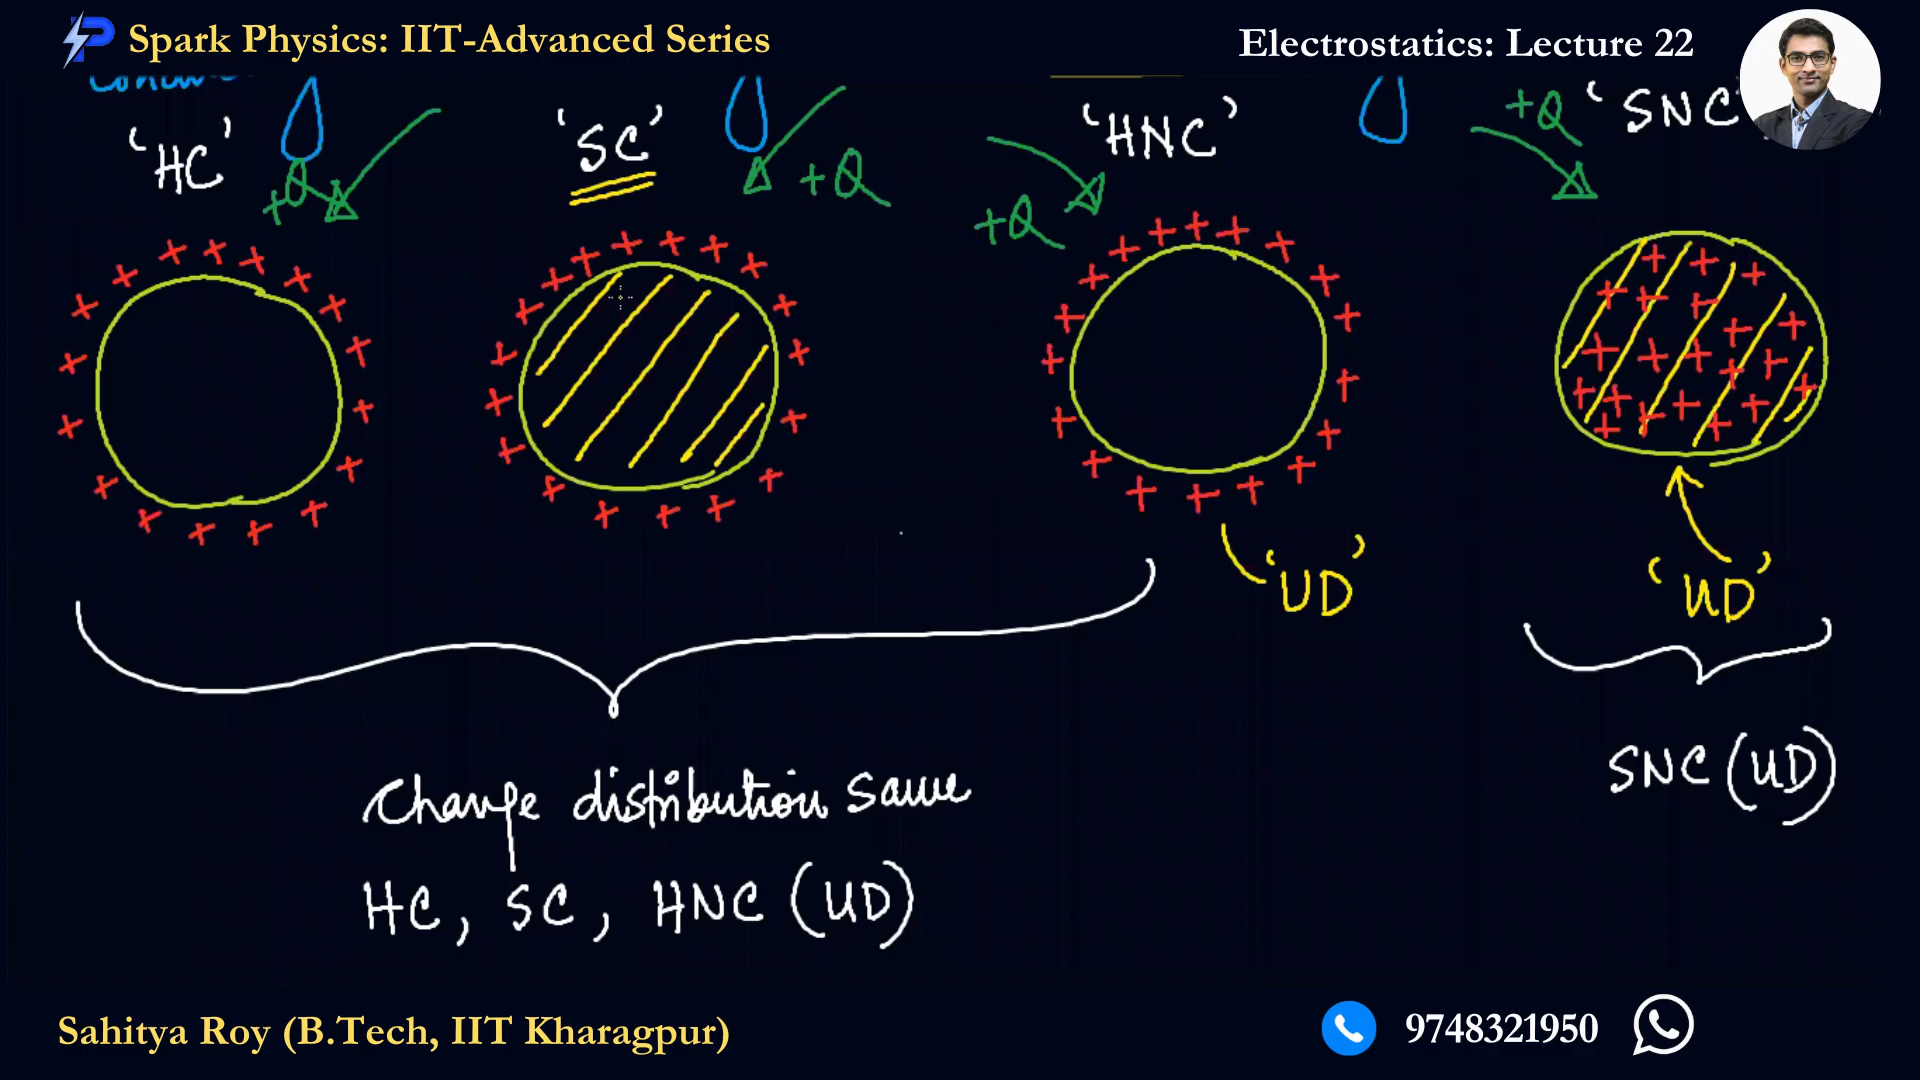 Spark Physics: IIT-Advanced Series
Electrostatics: Lecture 22
'HC'
+Q
'SC'
+Q
'HNC'
+Q
+Q
'SNC'
'UD'
'UD'
Charge distribution same
HC, SC, HNC (UD)
SNC (UD)
Sahitya Roy (B.Tech, IIT Kharagpur)
9748321950